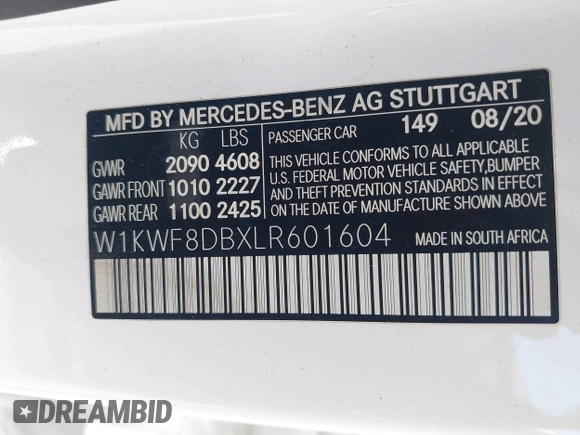 MFD BY MERCEDES-BENZ AG STUTTGART
KG LBS PASSENGER CAR 149 08/20
GVWR 2090 4608
GAWR FRONT 1010 2227
GAWR REAR 1100 2425
THIS VEHICLE CONFORMS TO ALL APPLICABLE
U.S. FEDERAL MOTOR VEHICLE SAFETY, BUMPER
AND THEFT PREVENTION STANDARDS IN EFFECT
ON THE DATE OF MANUFACTURE SHOWN ABOVE
W1KWF8DBXLR601604 MADE IN SOUTH AFRICA
DREAMBID